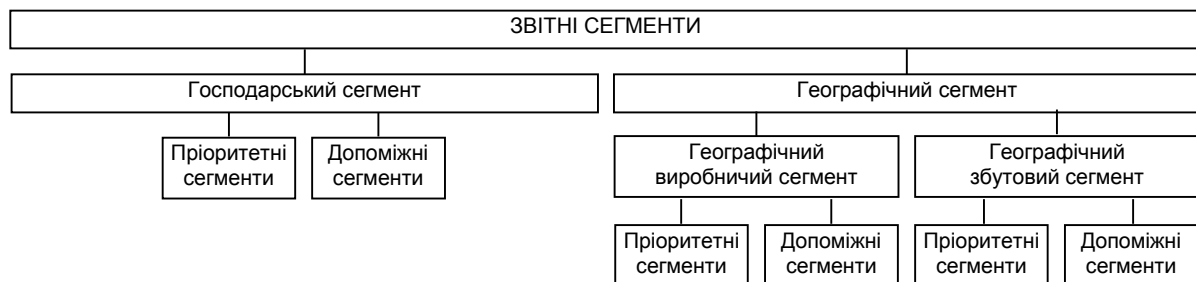 ЗВІТНІ СЕГМЕНТИ
Господарський сегмент
Географічний сегмент
Пріоритетні
сегменти
Допоміжні
сегменти
Географічний
виробничий сегмент
Географічний
збутовий сегмент
Пріоритетні
сегменти
Допоміжні
сегменти
Пріоритетні
сегменти
Допоміжні
сегменти